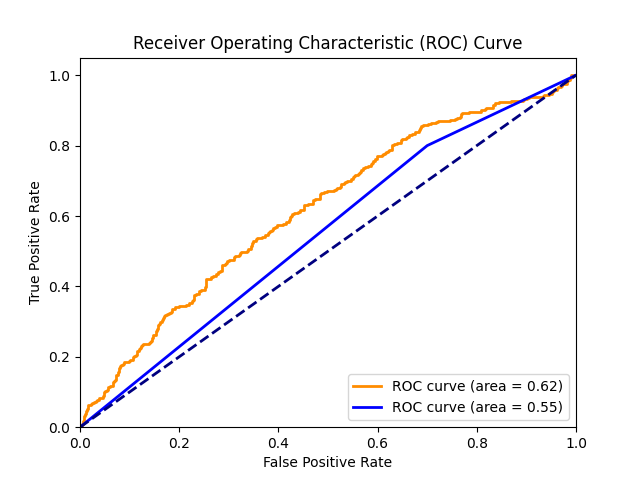 Receiver Operating Characteristic (ROC) Curve
1.0
0.8
0.6
0.4
0.2
0.0
True Positive Rate
ROC curve (area = 0.62)
ROC curve (area = 0.55)
0.0 0.2 0.4 0.6 0.8 1.0
False Positive Rate